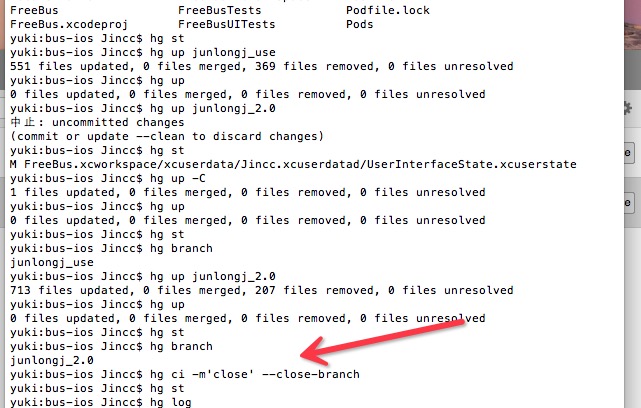 FreeBus FreeBusTests Podfile.lock
FreeBus.xcodeproj FreeBusUITests Pods
yuki:bus-ios Jincc$ hg st
yuki:bus-ios Jincc$ hg up junlongj_use
551 files updated, 0 files merged, 369 files removed, 0 files unresolved
yuki:bus-ios Jincc$ hg up
0 files updated, 0 files merged, 0 files removed, 0 files unresolved
yuki:bus-ios Jincc$ hg up junlongj_2.0
中止: uncommitted changes
(commit or update --clean to discard changes)
yuki:bus-ios Jincc$ hg st
M FreeBus.xcworkspace/xcuserdata/Jincc.xcuserdatad/UserInterfaceState.xcuserstate
yuki:bus-ios Jincc$ hg up -C
1 files updated, 0 files merged, 0 files removed, 0 files unresolved
yuki:bus-ios Jincc$ hg up
0 files updated, 0 files merged, 0 files removed, 0 files unresolved
yuki:bus-ios Jincc$ hg st
yuki:bus-ios Jincc$ hg branch
junlongj_use
yuki:bus-ios Jincc$ hg up junlongj_2.0
713 files updated, 0 files merged, 207 files removed, 0 files unresolved
yuki:bus-ios Jincc$ hg up
0 files updated, 0 files merged, 0 files removed, 0 files unresolved
yuki:bus-ios Jincc$ hg st
yuki:bus-ios Jincc$ hg branch
junlongj_2.0
yuki:bus-ios Jincc$ hg ci -m'close' --close-branch
yuki:bus-ios Jincc$ hg st
yuki:bus-ios Jincc$ hg log
e
e